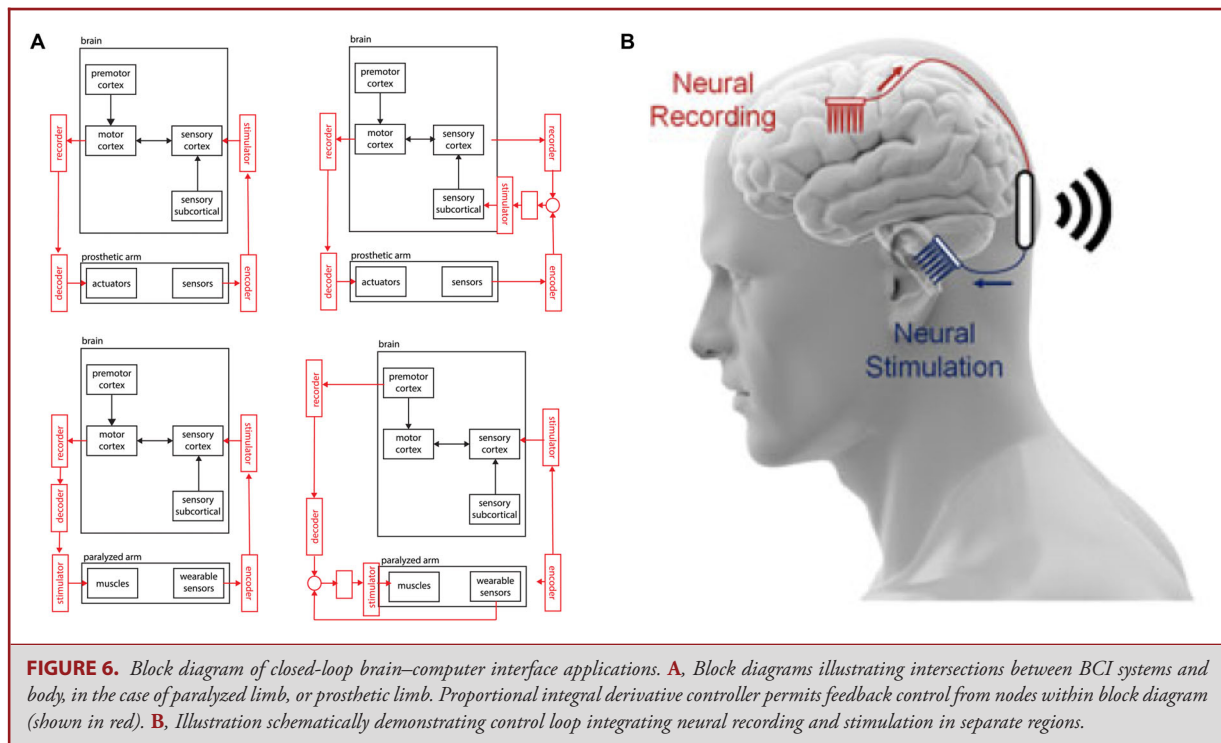 A
brain
premotor
cortex
motor
cortex
sensory
cortex
sensory
subcortical
recorder
decoder
stimulator
encoder
prosthetic arm
actuators
sensors
brain
premotor
cortex
motor
cortex
sensory
cortex
sensory
subcortical
recorder
decoder
recorder
stimulator
encoder
prosthetic arm
actuators
sensors
brain
premotor
cortex
motor
cortex
sensory
cortex
sensory
subcortical
recorder
decoder
stimulator
stimulator
encoder
paralyzed arm
muscles
wearable
sensors
brain
premotor
cortex
motor
cortex
sensory
cortex
sensory
subcortical
recorder
decoder
stimulator
stimulator
encoder
paralyzed arm
muscles
wearable
sensors
B
Neural
Recording
Neural
Stimulation
FIGURE 6. Block diagram of closed-loop brain–computer interface applications. A, Block diagrams illustrating intersections between BCI systems and
body, in the case of paralyzed limb, or prosthetic limb. Proportional integral derivative controller permits feedback control from nodes within block diagram
(shown in red). B, Illustration schematically demonstrating control loop integrating neural recording and stimulation in separate regions.